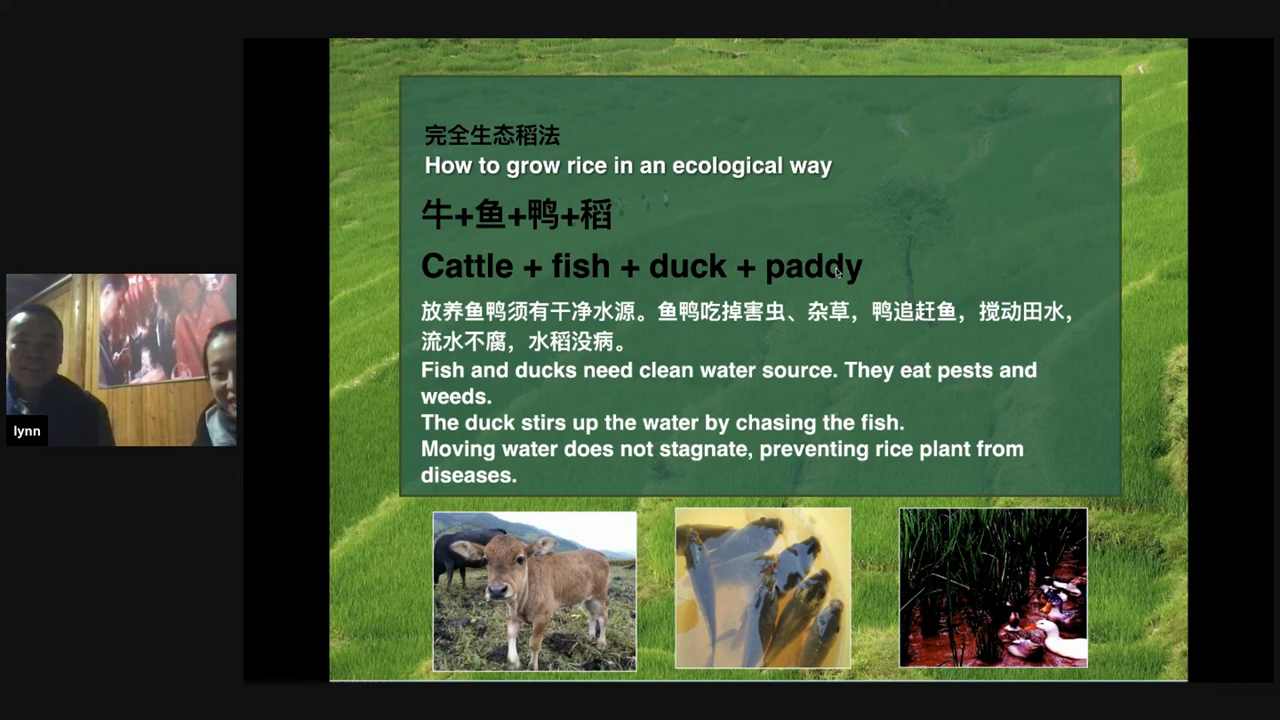 完全生态稻法
How to grow rice in an ecological way
牛+鱼+鸭+稻
Cattle + fish + duck + paddy
放养鱼鸭须有干净水源。鱼鸭吃掉害虫、杂草，鸭追赶鱼，搅动田水，
流水不腐，水稻没病。
Fish and ducks need clean water source. They eat pests and
weeds.
The duck stirs up the water by chasing the fish.
Moving water does not stagnate, preventing rice plant from
diseases.
lynn